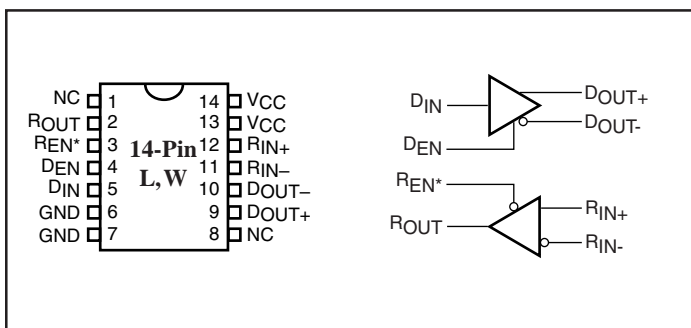 NC 1
ROUT 2
REN* 3
DEN 4
DIN 5
GND 6
GND 7
14-Pin
L,W
14 VCC
13 VCC
12 RIN+
11 RIN–
10 DOUT–
9 DOUT+
8 NC
DIN
DEN
DOUT+
DOUT-
REN*
ROUT
RIN+
RIN-